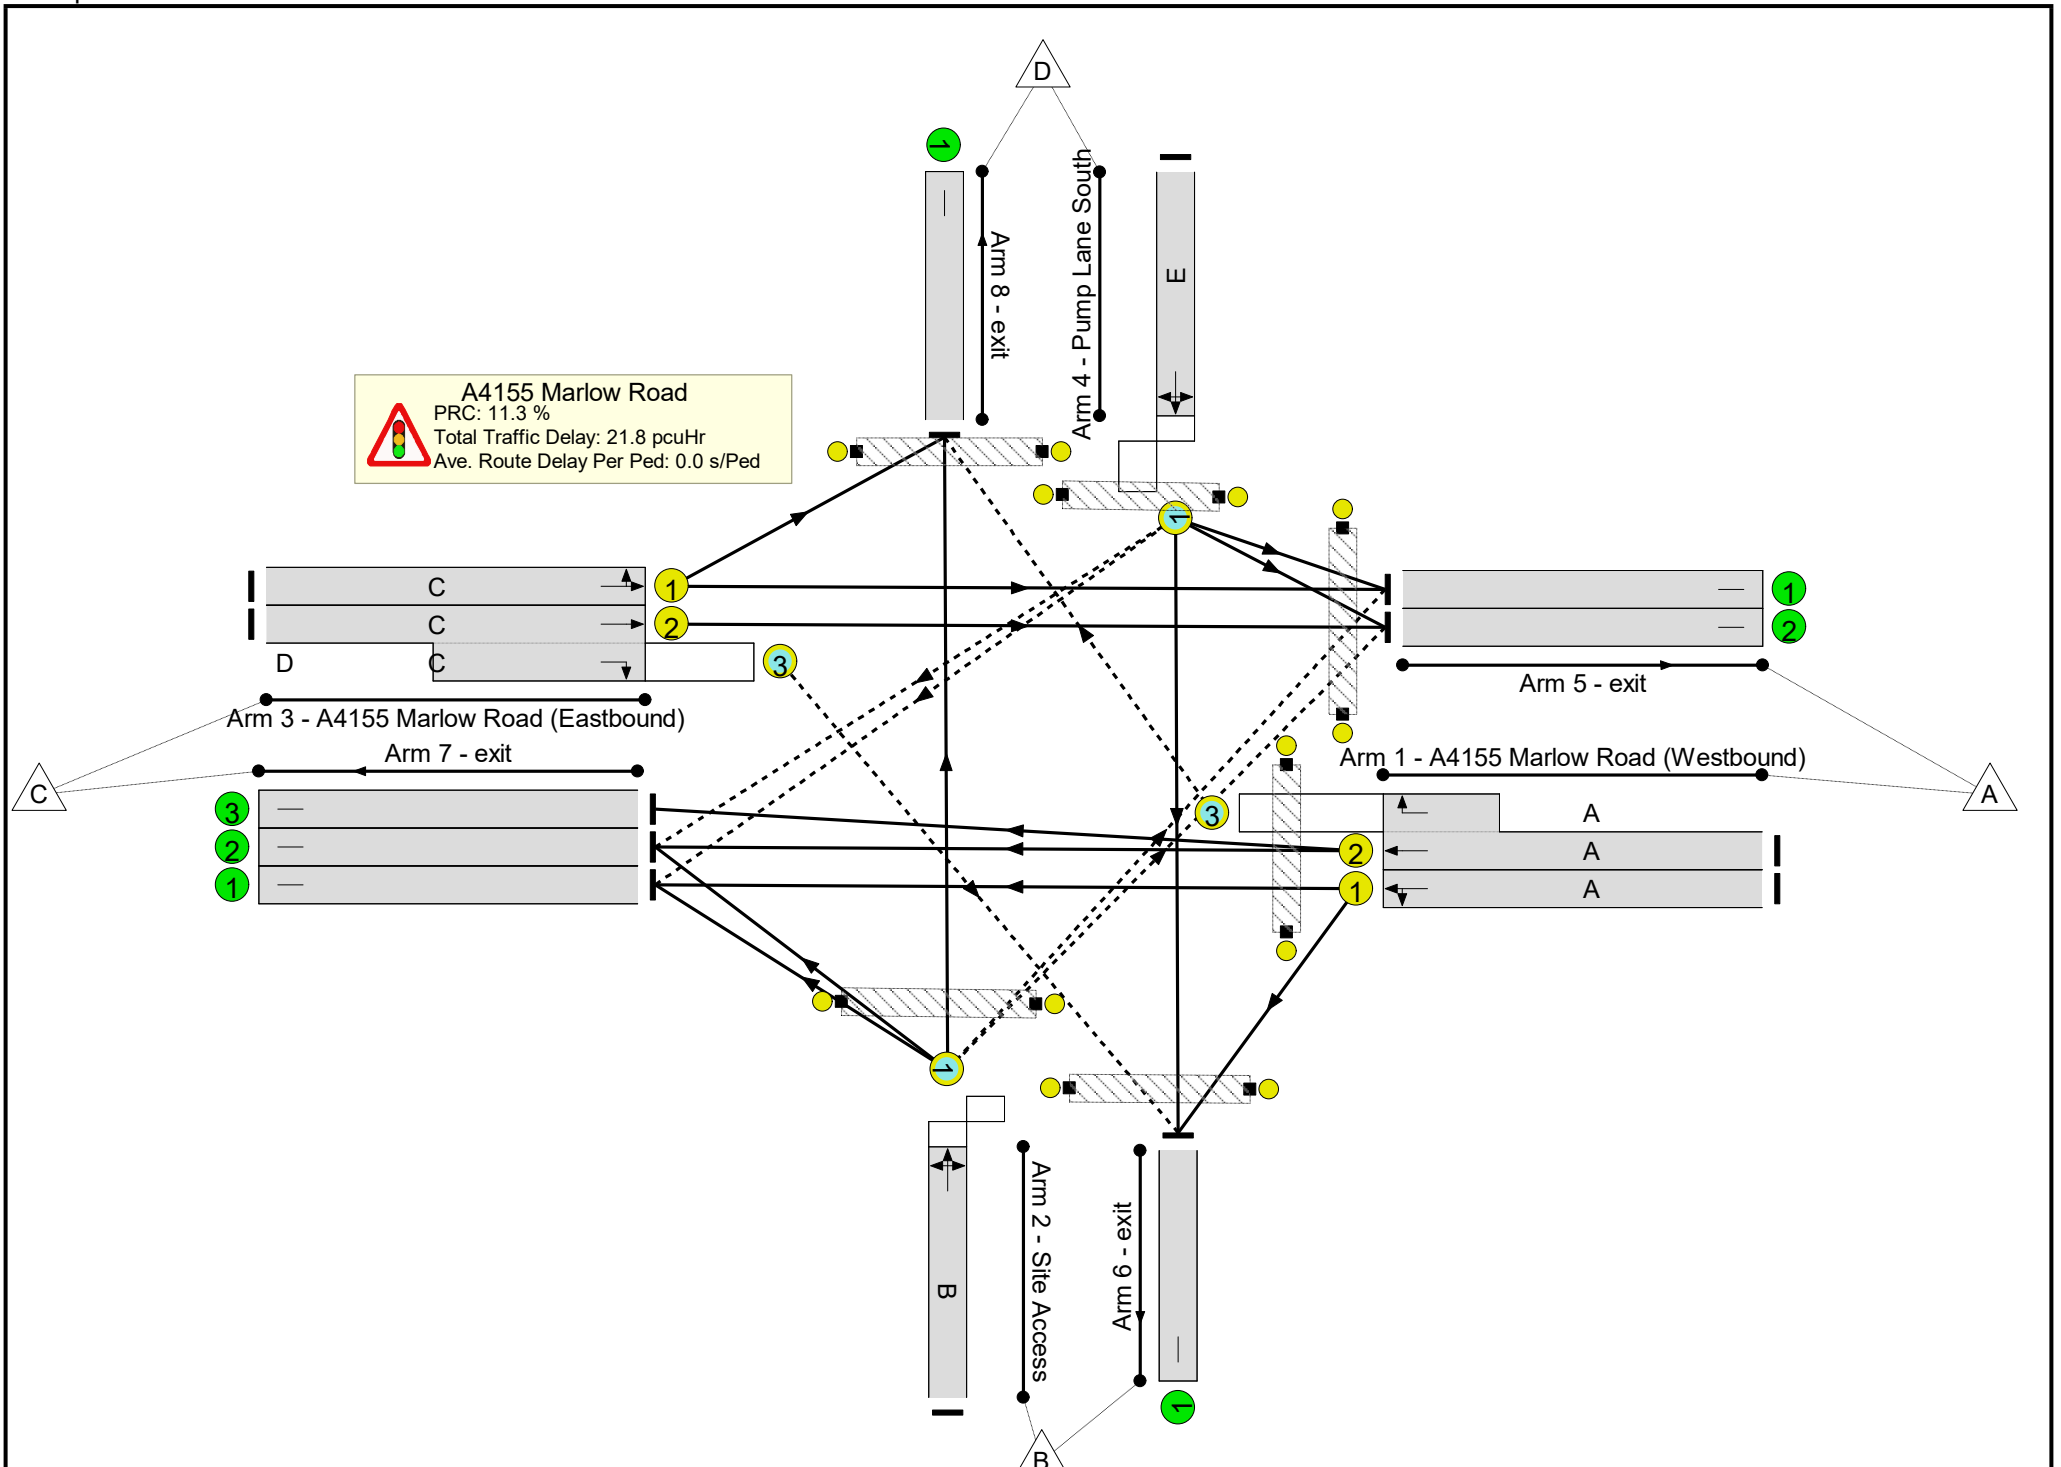 D
1
Arm 8 - exit
Arm 4 - Pump Lane South
E
A4155 Marlow Road
PRC: 11.3 %
Total Traffic Delay: 21.8 pcuHr
Ave. Route Delay Per Ped: 0.0 s/Ped
1
C
1
1
C
2
2
D
C
3
Arm 5 - exit
Arm 3 - A4155 Marlow Road (Eastbound)
Arm 7 - exit
Arm 1 - A4155 Marlow Road (Westbound)
C
A
3
3
A
2
2
A
1
1
A
1
Arm 2 - Site Access
Arm 6 - exit
B
1
B